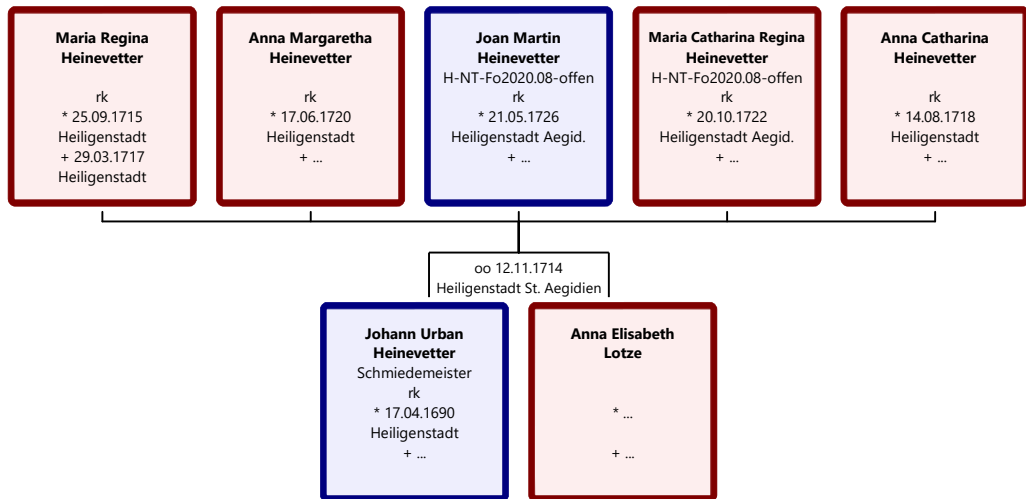 Maria Regina
Heinevetter
rk
* 25.09.1715
Heiligenstadt
+ 29.03.1717
Heiligenstadt
Anna Margaretha
Heinevetter
rk
* 17.06.1720
Heiligenstadt
+ ...
Joan Martin
Heinevetter
H-NT-Fo2020.08-offen
rk
* 21.05.1726
Heiligenstadt Aegid.
+ ...
Maria Catharina Regina
Heinevetter
H-NT-Fo2020.08-offen
rk
* 20.10.1722
Heiligenstadt Aegid.
+ ...
Anna Catharina
Heinevetter
rk
* 14.08.1718
Heiligenstadt
+ ...
oo 12.11.1714
Heiligenstadt St. Aegidien
Johann Urban
Heinevetter
Schmiedemeister
rk
* 17.04.1690
Heiligenstadt
+ ...
Anna Elisabeth
Lotze
* ...
+ ...